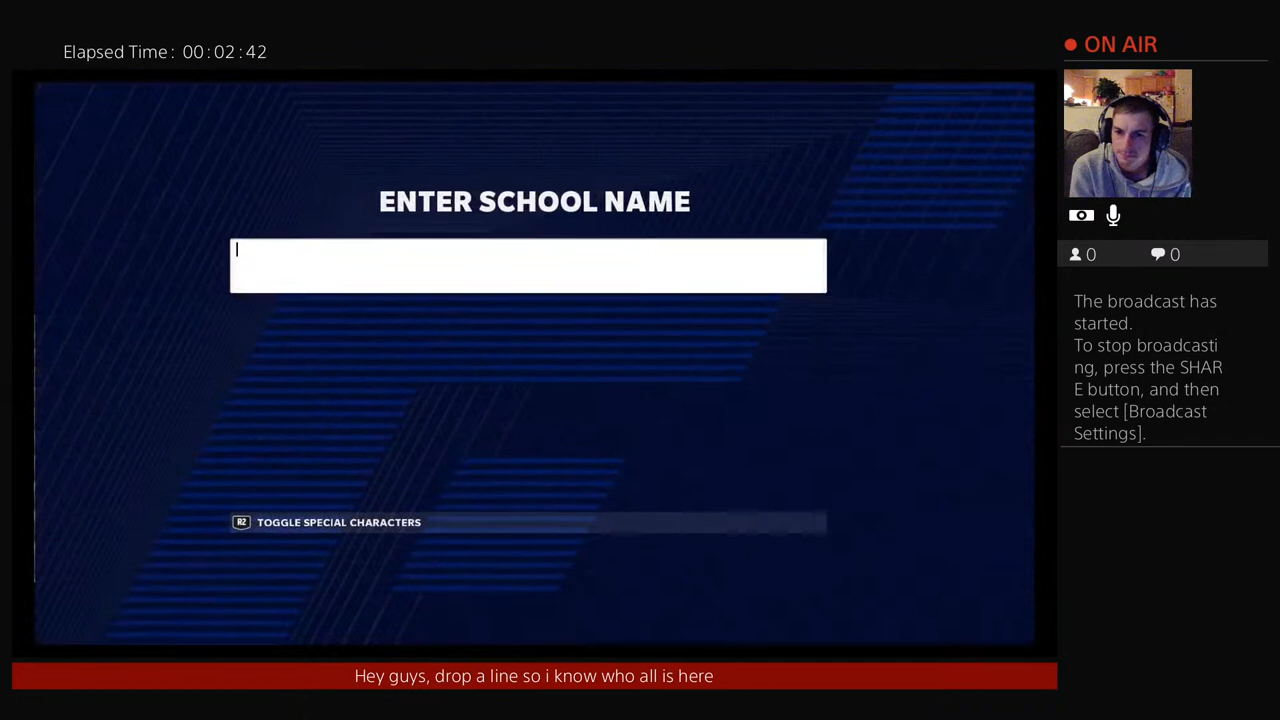 Elapsed Time: 00:02:42
ON AIR
ENTER SCHOOL NAME
0
0
The broadcast has
started.
To stop broadcasti
ng, press the SHAR
E button, and then
select [Broadcast
Settings].
R2 TOGGLE SPECIAL CHARACTERS
Hey guys, drop a line so i know who all is here